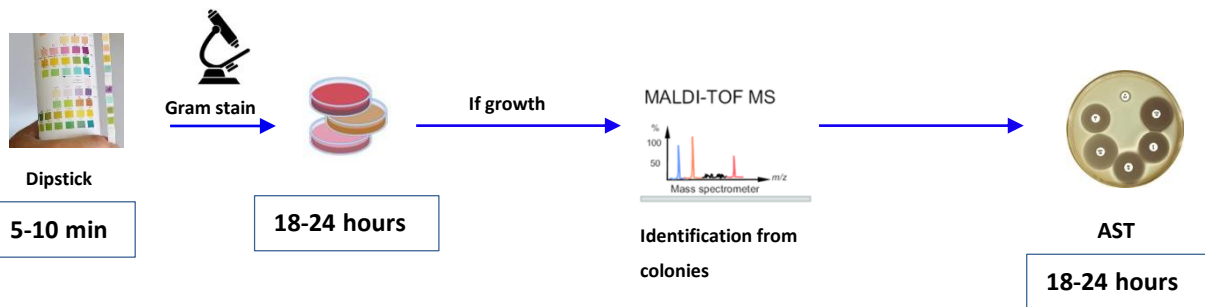 Gram stain
If growth
MALDI-TOF MS
%
100
50
m/z
Mass spectrometer
Dipstick
5-10 min
18-24 hours
Identification from
colonies
AST
18-24 hours